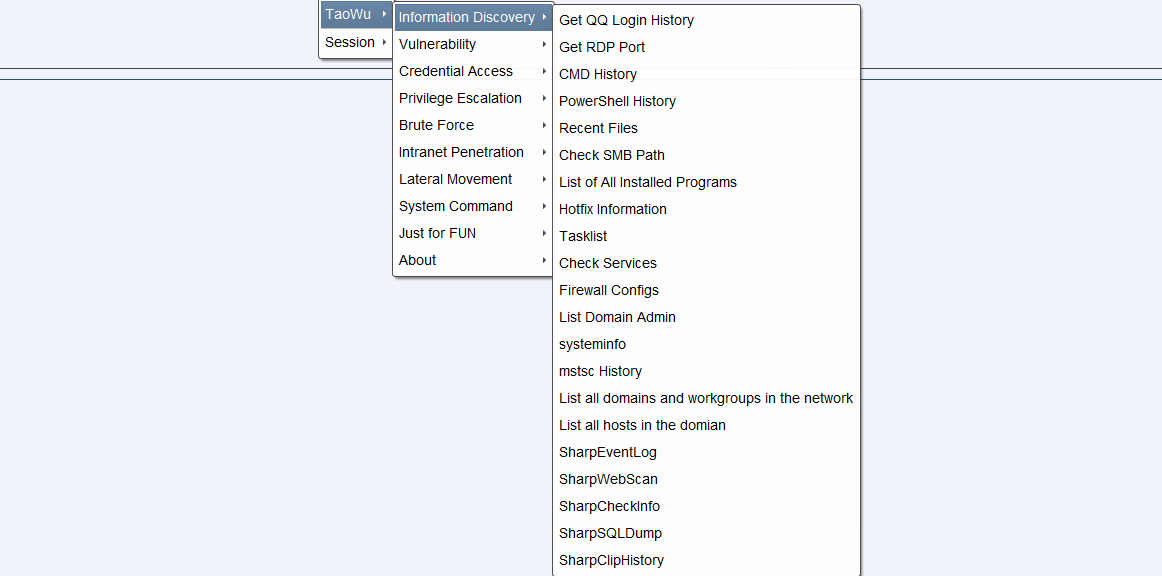 TaoWu
Session
Information Discovery
Vulnerability
Credential Access
Privilege Escalation
Brute Force
Intranet Penetration
Lateral Movement
System Command
Just for FUN
About
Get QQ Login History
Get RDP Port
CMD History
PowerShell History
Recent Files
Check SMB Path
List of All Installed Programs
Hotfix Information
Tasklist
Check Services
Firewall Configs
List Domain Admin
systeminfo
mstsc History
List all domains and workgroups in the network
List all hosts in the domian
SharpEventLog
SharpWebScan
SharpCheckInfo
SharpSQLDump
SharpClipHistory